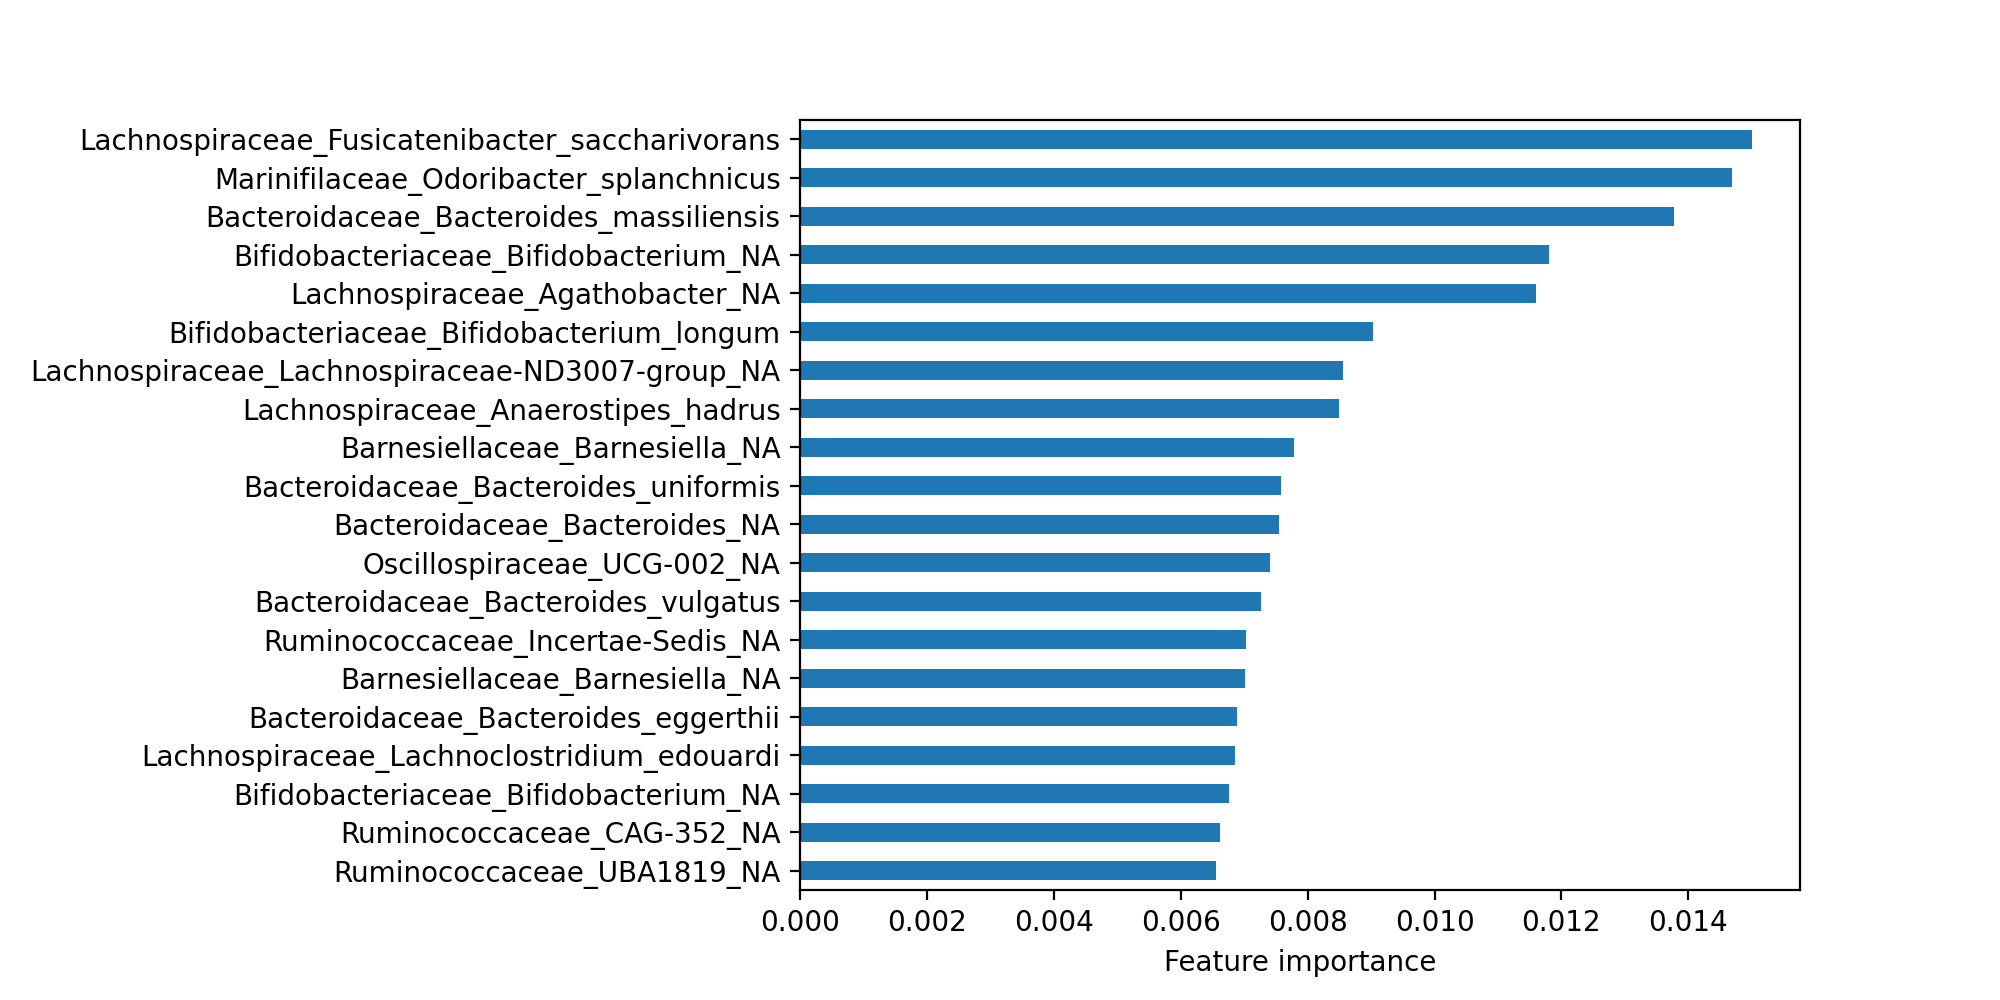 Lachnospiraceae_Fusicatenibacter_saccharivorans
Marinifilaceae_Odoribacter_splanchnicus
Bacteroidaceae_Bacteroides_massiliensis
Bifidobacteriaceae_Bifidobacterium_NA
Lachnospiraceae_Agathobacter_NA
Bifidobacteriaceae_Bifidobacterium_longum
Lachnospiraceae_Lachnospiraceae-ND3007-group_NA
Lachnospiraceae_Anaerostipes_hadrus
Barnesiellaceae_Barnesiella_NA
Bacteroidaceae_Bacteroides_uniformis
Bacteroidaceae_Bacteroides_NA
Oscillospiraceae_UCG-002_NA
Bacteroidaceae_Bacteroides_vulgatus
Ruminococcaceae_Incertae-Sedis_NA
Barnesiellaceae_Barnesiella_NA
Bacteroidaceae_Bacteroides_eggerthii
Lachnospiraceae_Lachnoclostridium_edouardi
Bifidobacteriaceae_Bifidobacterium_NA
Ruminococcaceae_CAG-352_NA
Ruminococcaceae_UBA1819_NA
0.000 0.002 0.004 0.006 0.008 0.010 0.012 0.014
Feature importance